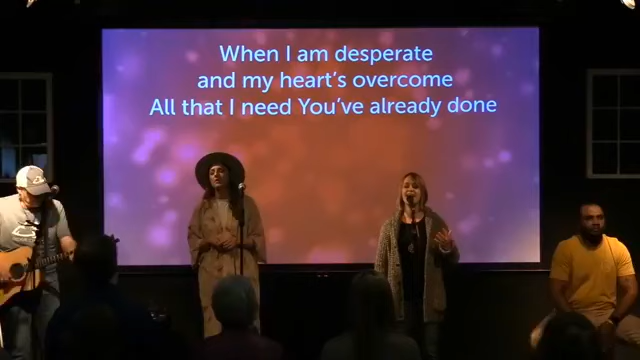 When I am desperate
and my heart's overcome
All that I need You've already done